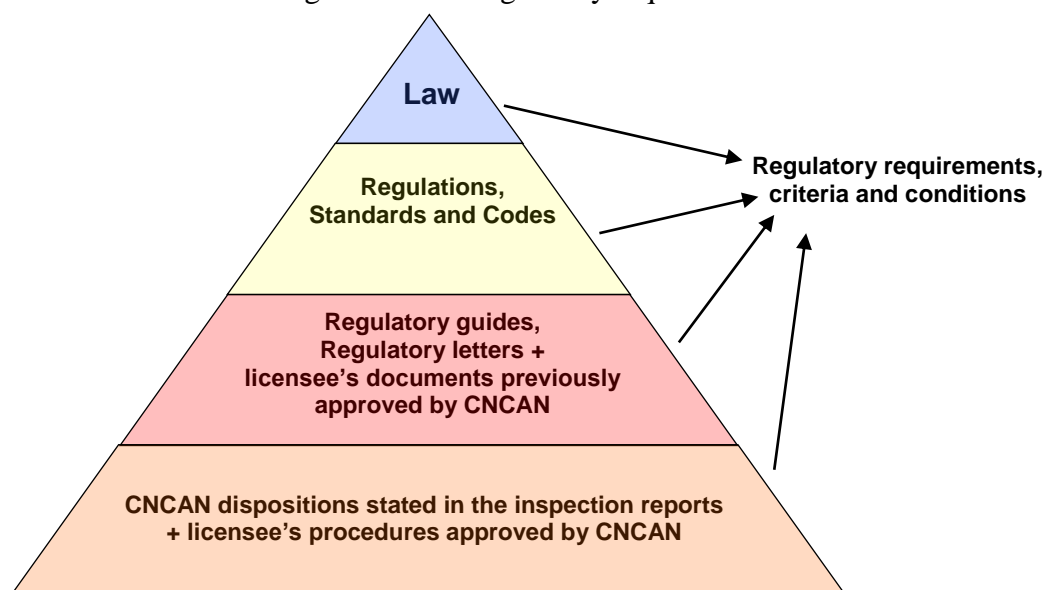 Law
Regulatory requirements,
criteria and conditions
Regulations,
Standards and Codes
Regulatory guides,
Regulatory letters +
licensee's documents previously
approved by CNCAN
CNCAN dispositions stated in the inspection reports
+ licensee's procedures approved by CNCAN